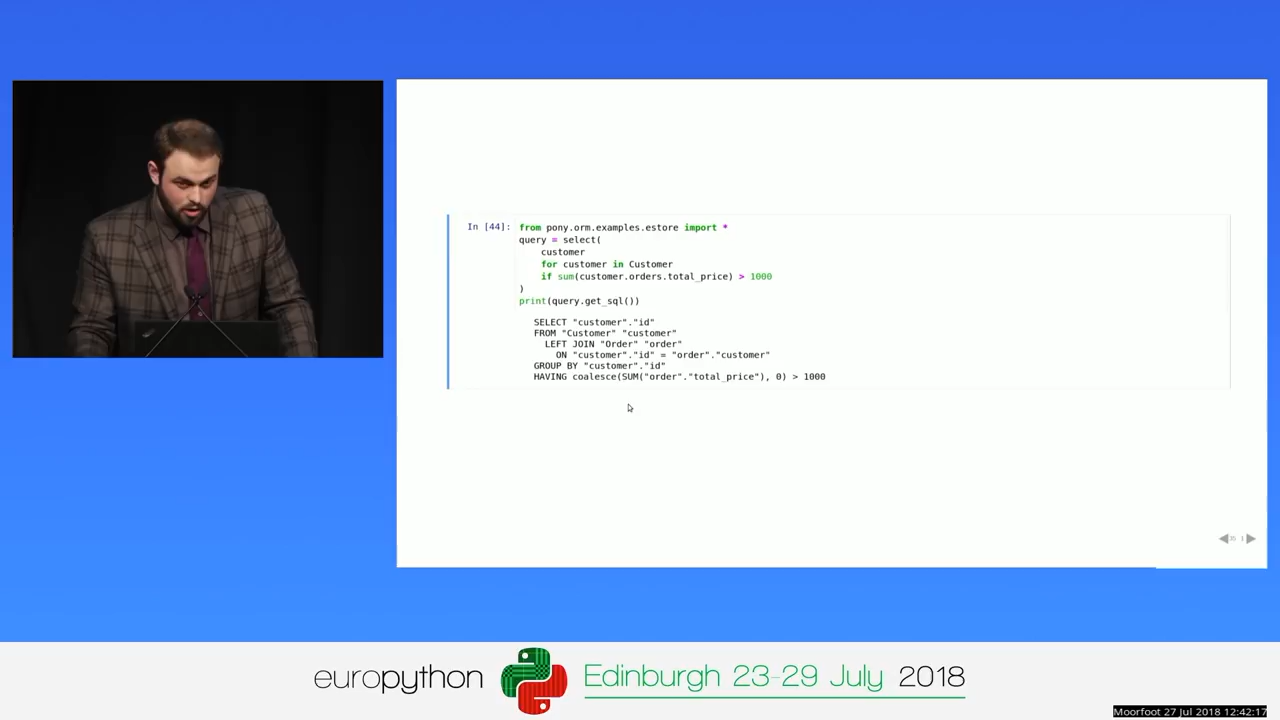 In [44]: from pony.orm.examples.estore import *
query = select(
customer
for customer in Customer
if sum(customer.orders.total_price) > 1000
)
print(query.get_sql())
SELECT "customer"."id"
FROM "Customer" "customer"
LEFT JOIN "Order" "order"
ON "customer"."id" = "order"."customer"
GROUP BY "customer"."id"
HAVING coalesce(SUM("order"."total_price"), 0) > 1000
europython Edinburgh 23-29 July 2018
Moorfoot 27 Jul 2018 12:42:17